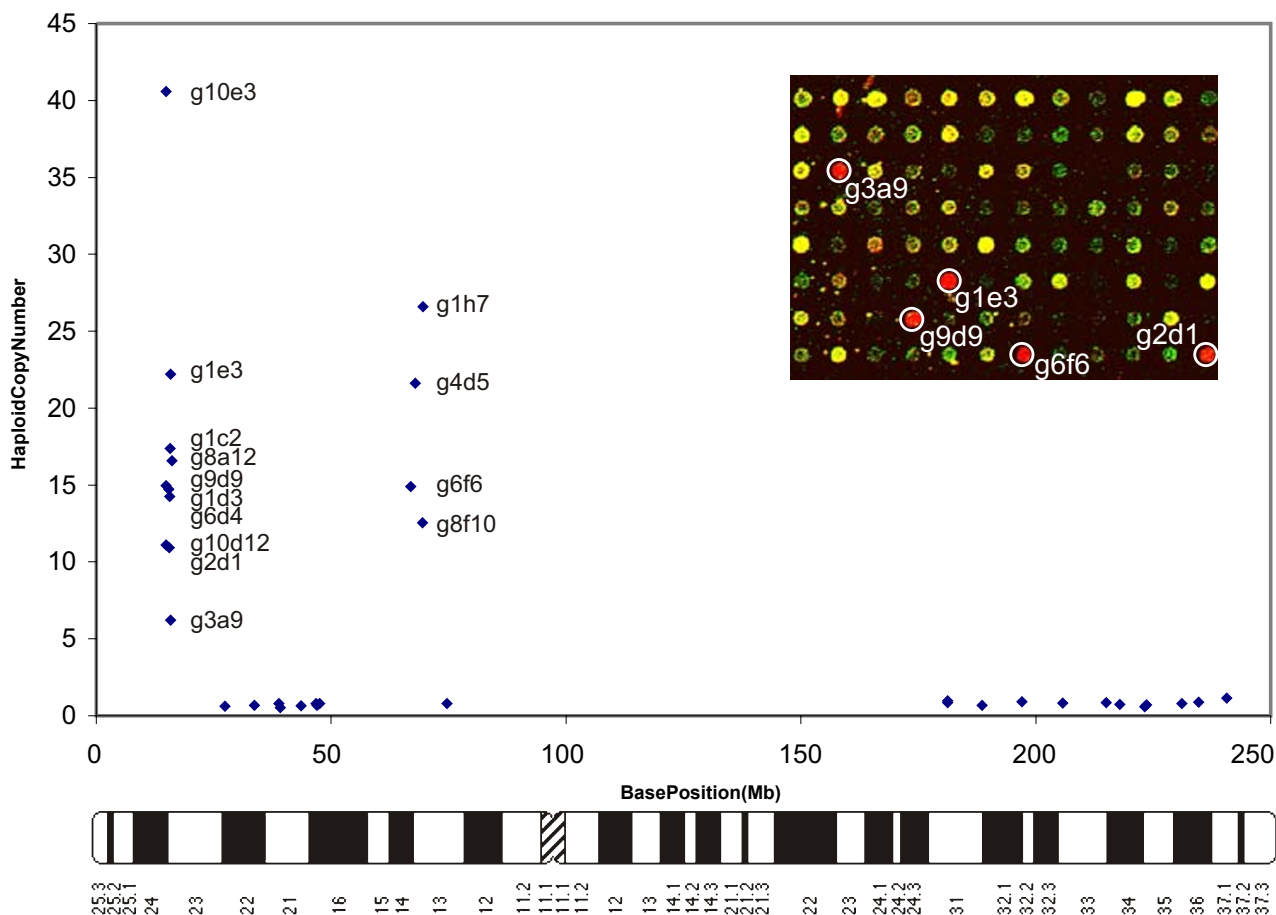 45
40
35
30
25
20
15
10
5
0
HaploidCopyNumber
g10e3
g1h7
g1e3
g4d5
g1c2
g8a12
g9d9
g6f6
g1d3
g6d4
g8f10
g10d12
g2d1
g3a9
g3a9
g1e3
g9d9
g2d1
g6f6
0 50 100 150 200 250
BasePosition(Mb)
25.3
25.2
25.1
24
23
22
21
16
15
14
13
12
11.2
11.1
11.1
11.2
12
13
14.1
14.2
14.3
21.1
21.2
21.3
22
23
24.1
24.2
24.3
31
32.1
32.2
32.3
33
34
35
36
37.1
37.2
37.3